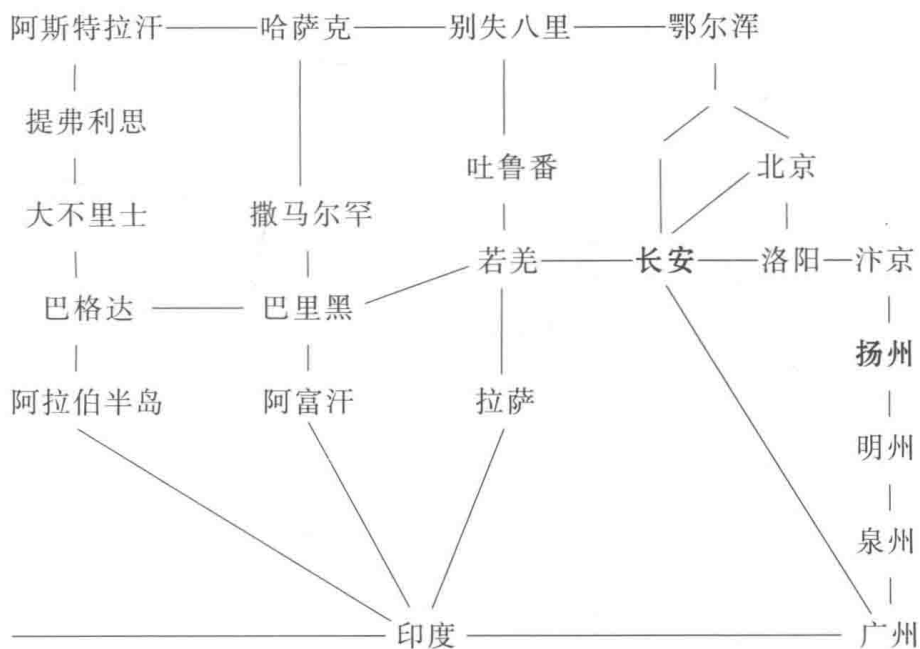 阿斯特拉汗 哈萨克 别失八里 鄂尔浑
提弗利思
吐鲁番 北京
大不里士 撒马尔罕
若羌 长安 洛阳 汴京
巴格达 巴里黑
扬州
阿拉伯半岛 阿富汗 拉萨
明州
泉州
印度 广州